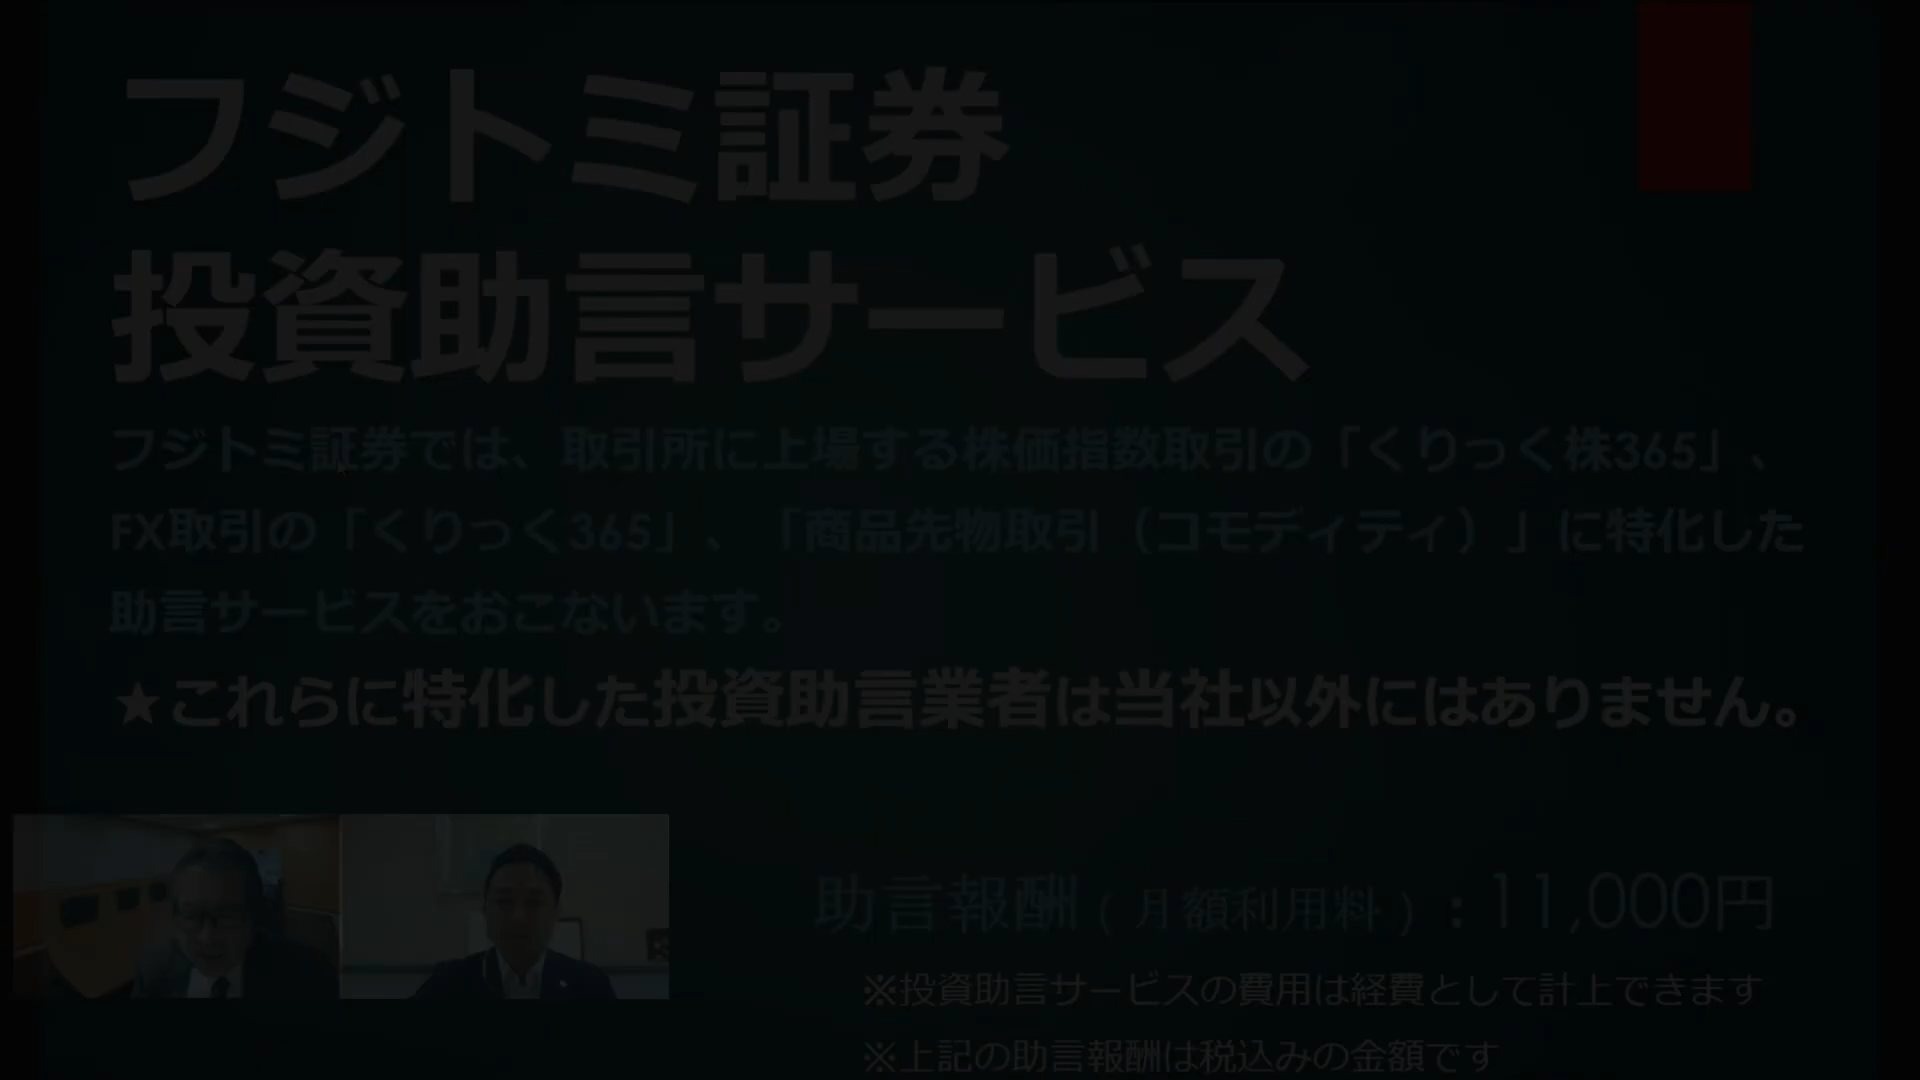 フジトミ証券
投資助言サービス
フジトミ証券では、取引所に上場する株価指数取引の「くりっく株365」、
FX取引の「くりっく365」、「商品先物取引（コモディティ）」に特化した
助言サービスをおこないます。
★これらに特化した投資助言業者は当社以外にはありません。
助言報酬（月額利用料）：11,000円
※投資助言サービスの費用は経費として計上できます
※上記の助言報酬は税込みの金額です